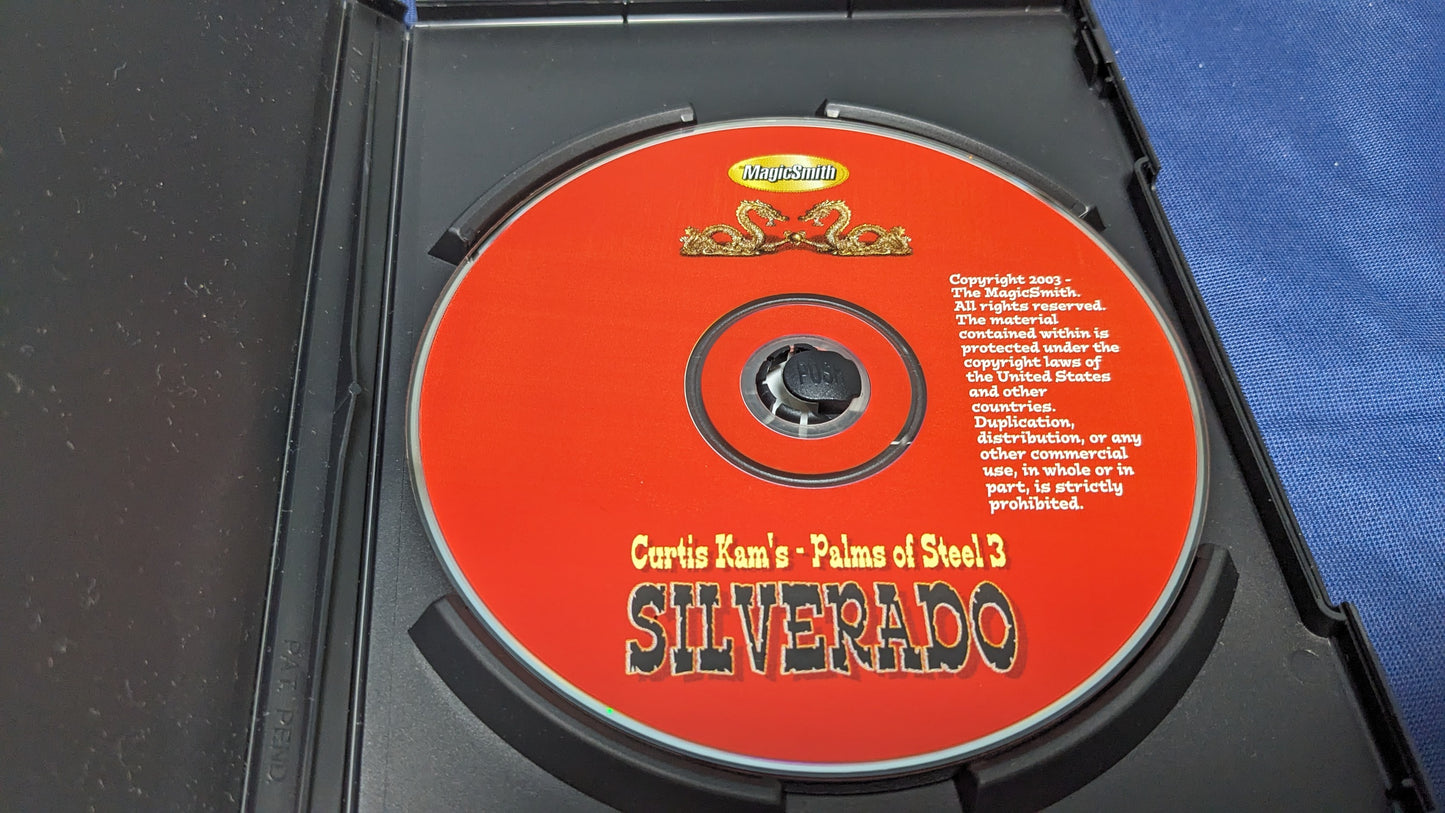 MagicSmith
Copyright 2003 -
The MagicSmith.
All rights reserved.
The material
contained within is
protected under the
copyright laws of
the United States
and other
countries.
Duplication,
distribution, or any
other commercial
use, in whole or in
part, is strictly
prohibited.
PUSH
Curtis Kam's - Palms of Steel 3
SILVERADO
PAT. PEND.